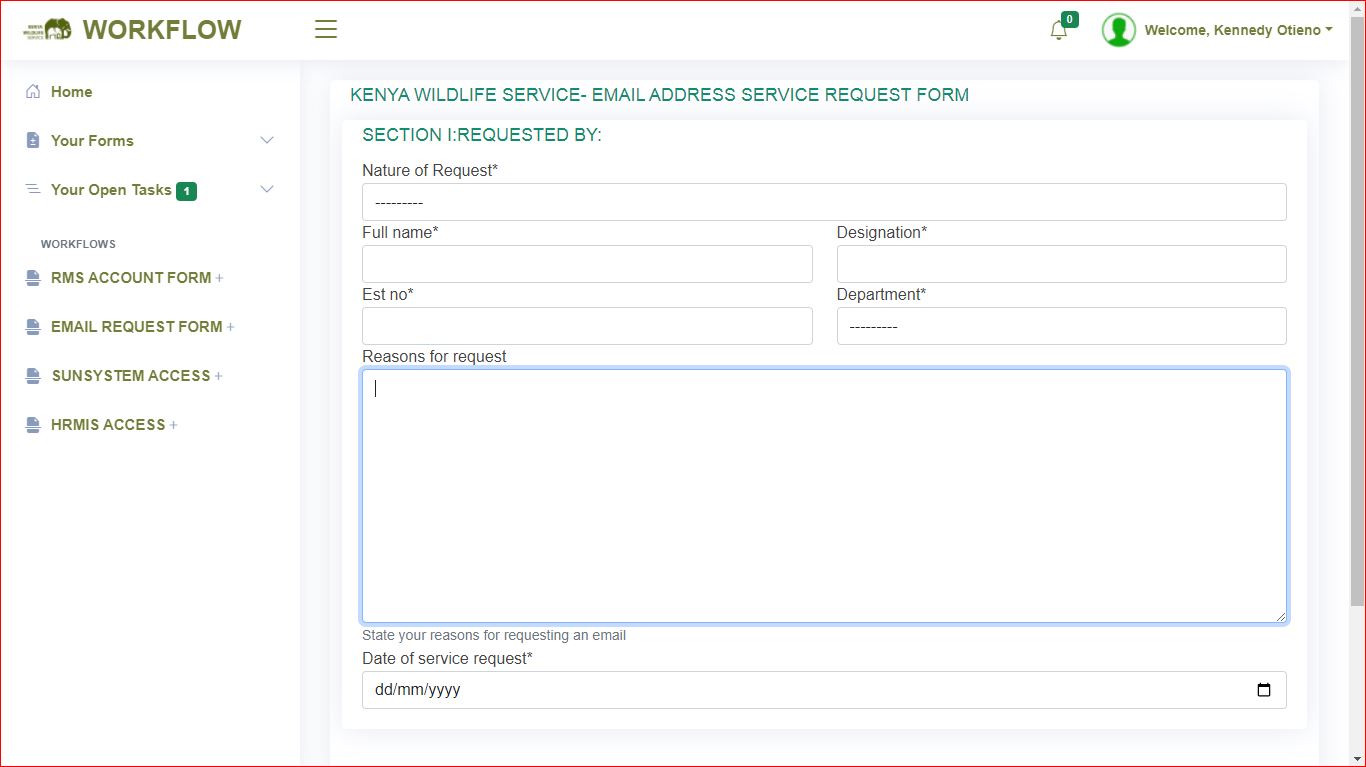 KENYA WILDLIFE SERVICE WORKFLOW
0
Welcome, Kennedy Otieno
Home
Your Forms
Your Open Tasks 1
WORKFLOWS
RMS ACCOUNT FORM +
EMAIL REQUEST FORM +
SUNSYSTEM ACCESS +
HRMIS ACCESS +
KENYA WILDLIFE SERVICE- EMAIL ADDRESS SERVICE REQUEST FORM
SECTION I:REQUESTED BY:
Nature of Request*
---------
Full name* Designation*
Est no* Department*
---------
Reasons for request
State your reasons for requesting an email
Date of service request*
dd/mm/yyyy